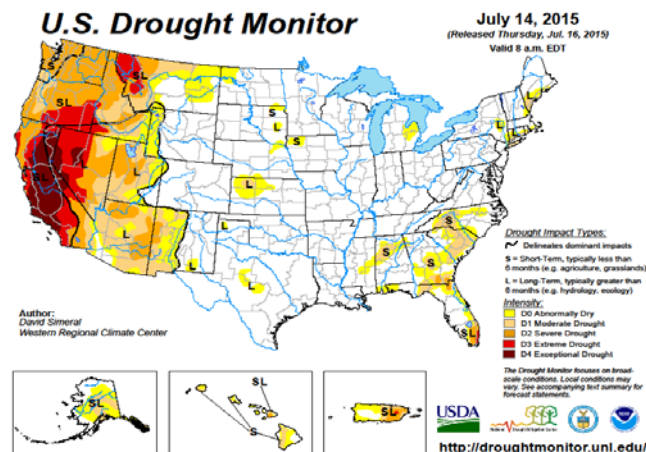 U.S. Drought Monitor
July 14, 2015
(Released Thursday, Jul. 16, 2015)
Valid 8 a.m. EDT
S
SL
SL
SL
L
L
L
L
L
L
S
L
S
L
L
L
S
S
S
SL
Drought Impact Types:
Delineates dominant impacts
S = Short-Term, typically less than
6 months (e.g. agriculture, grasslands)
L = Long-Term, typically greater than
6 months (e.g. hydrology, ecology)
Intensity:
D0 Abnormally Dry
D1 Moderate Drought
D2 Severe Drought
D3 Extreme Drought
D4 Exceptional Drought
Author:
David Simeral
Western Regional Climate Center
The Drought Monitor focuses on broad-
scale conditions. Local conditions may
vary. See accompanying text summary for
forecast statements.
SL
SL
S
SL
USDA
http://droughtmonitor.unl.edu/